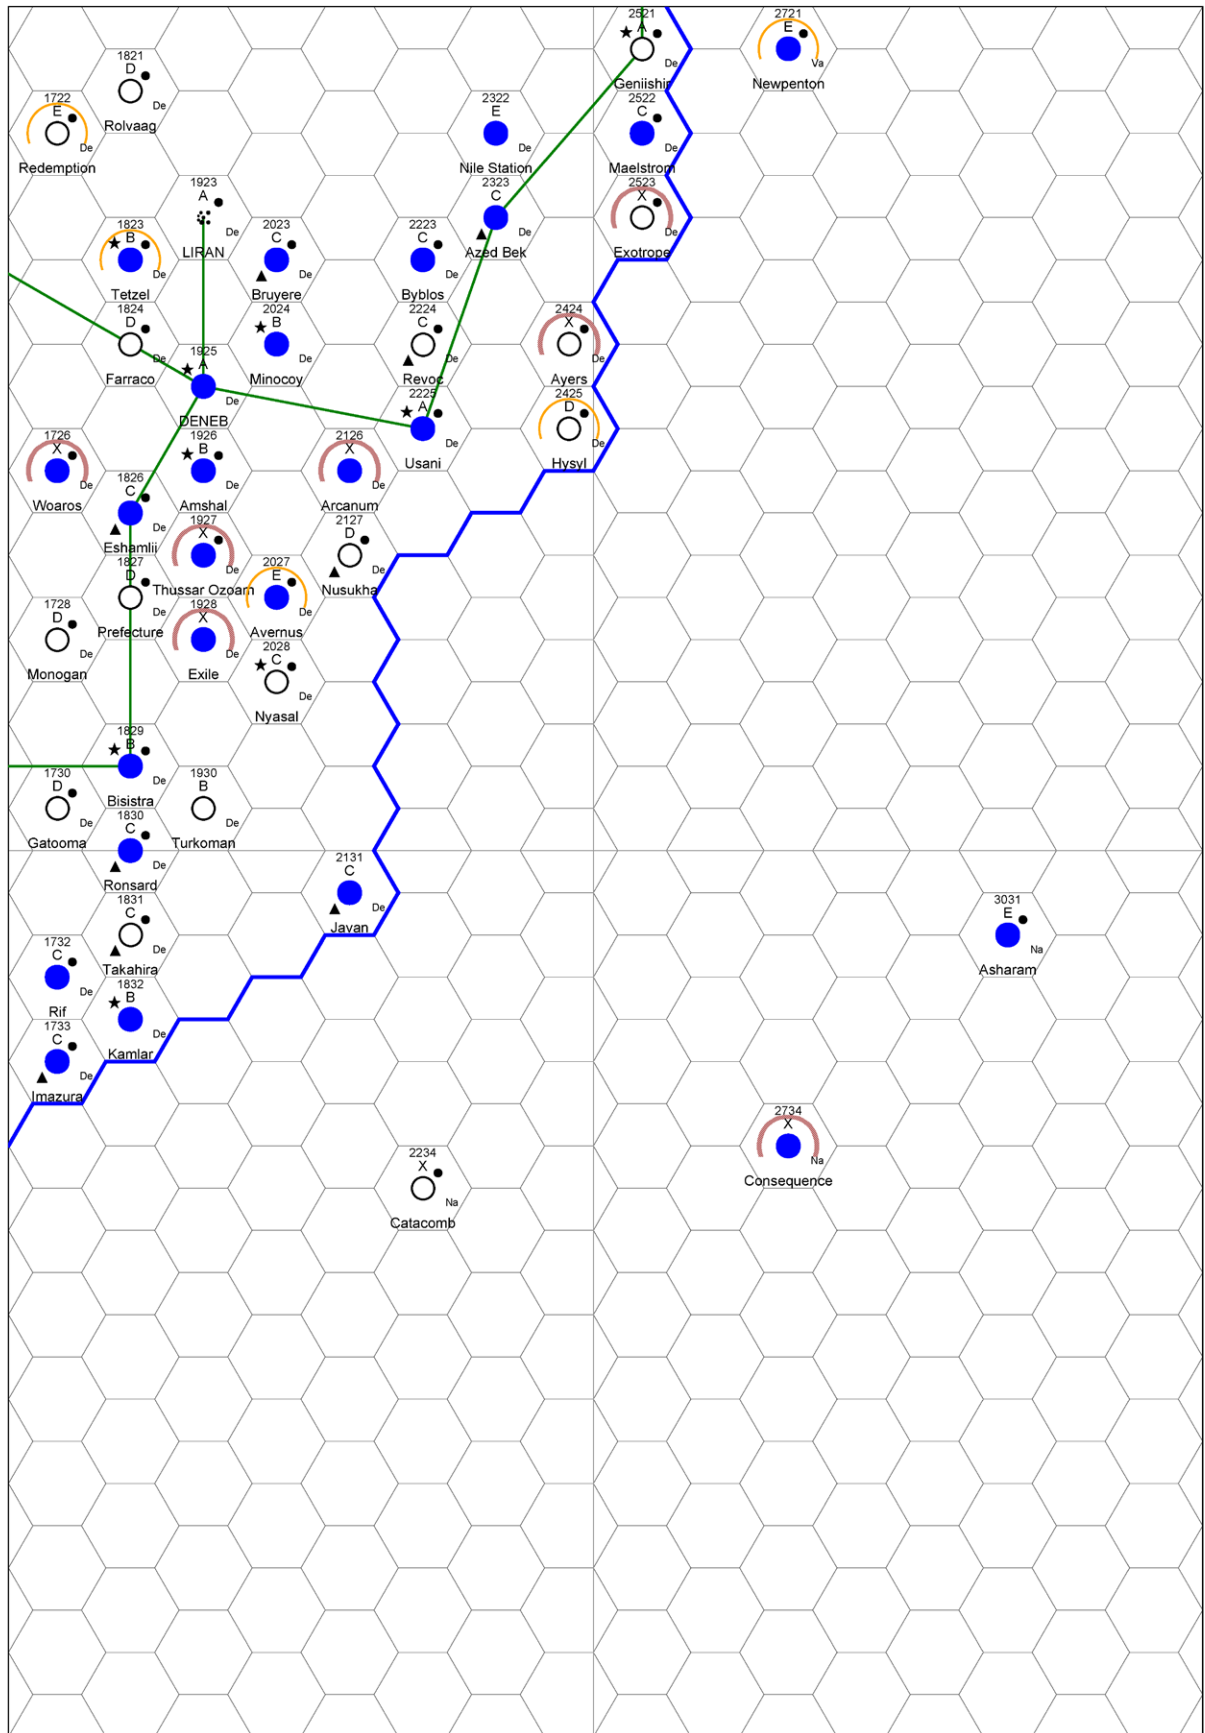 2521
A
De
Geniishir
2721
E
Va
Newpenton
1821
D
De
Rolvaag
1722
E
De
Redemption
2322
E
De
Nile Station
2522
C
De
Maelstrom
1923
A
De
LIRAN
2323
C
De
Azed Bek
2523
X
De
Exotrope
1823
B
De
Tetzel
2023
C
De
Bruyere
2223
C
De
Byblos
1824
D
De
Farraco
2024
B
De
Minocoy
2224
C
De
Revoc
2424
X
De
Ayers
1925
A
De
DENEB
2225
A
De
Usani
2425
D
De
Hysyl
1726
X
De
Woaros
1926
B
De
Amshal
2126
X
De
Arcanum
1826
C
De
Eshamlii
1927
X
De
Thussar Ozoam
2127
D
De
Nusukha
1827
D
De
Prefecture
2027
E
De
Avernus
1728
D
De
Monogan
1928
X
De
Exile
2028
C
De
Nyasal
1829
B
De
Bisistra
1730
D
De
Gatooma
1930
B
De
Turkoman
1830
C
De
Ronsard
2131
C
De
Javan
1831
C
De
Takahira
3031
E
Na
Asharam
1732
C
De
Rif
1832
B
De
Kamlar
1733
C
De
Imazura
2734
X
Na
Consequence
2234
X
Na
Catacomb